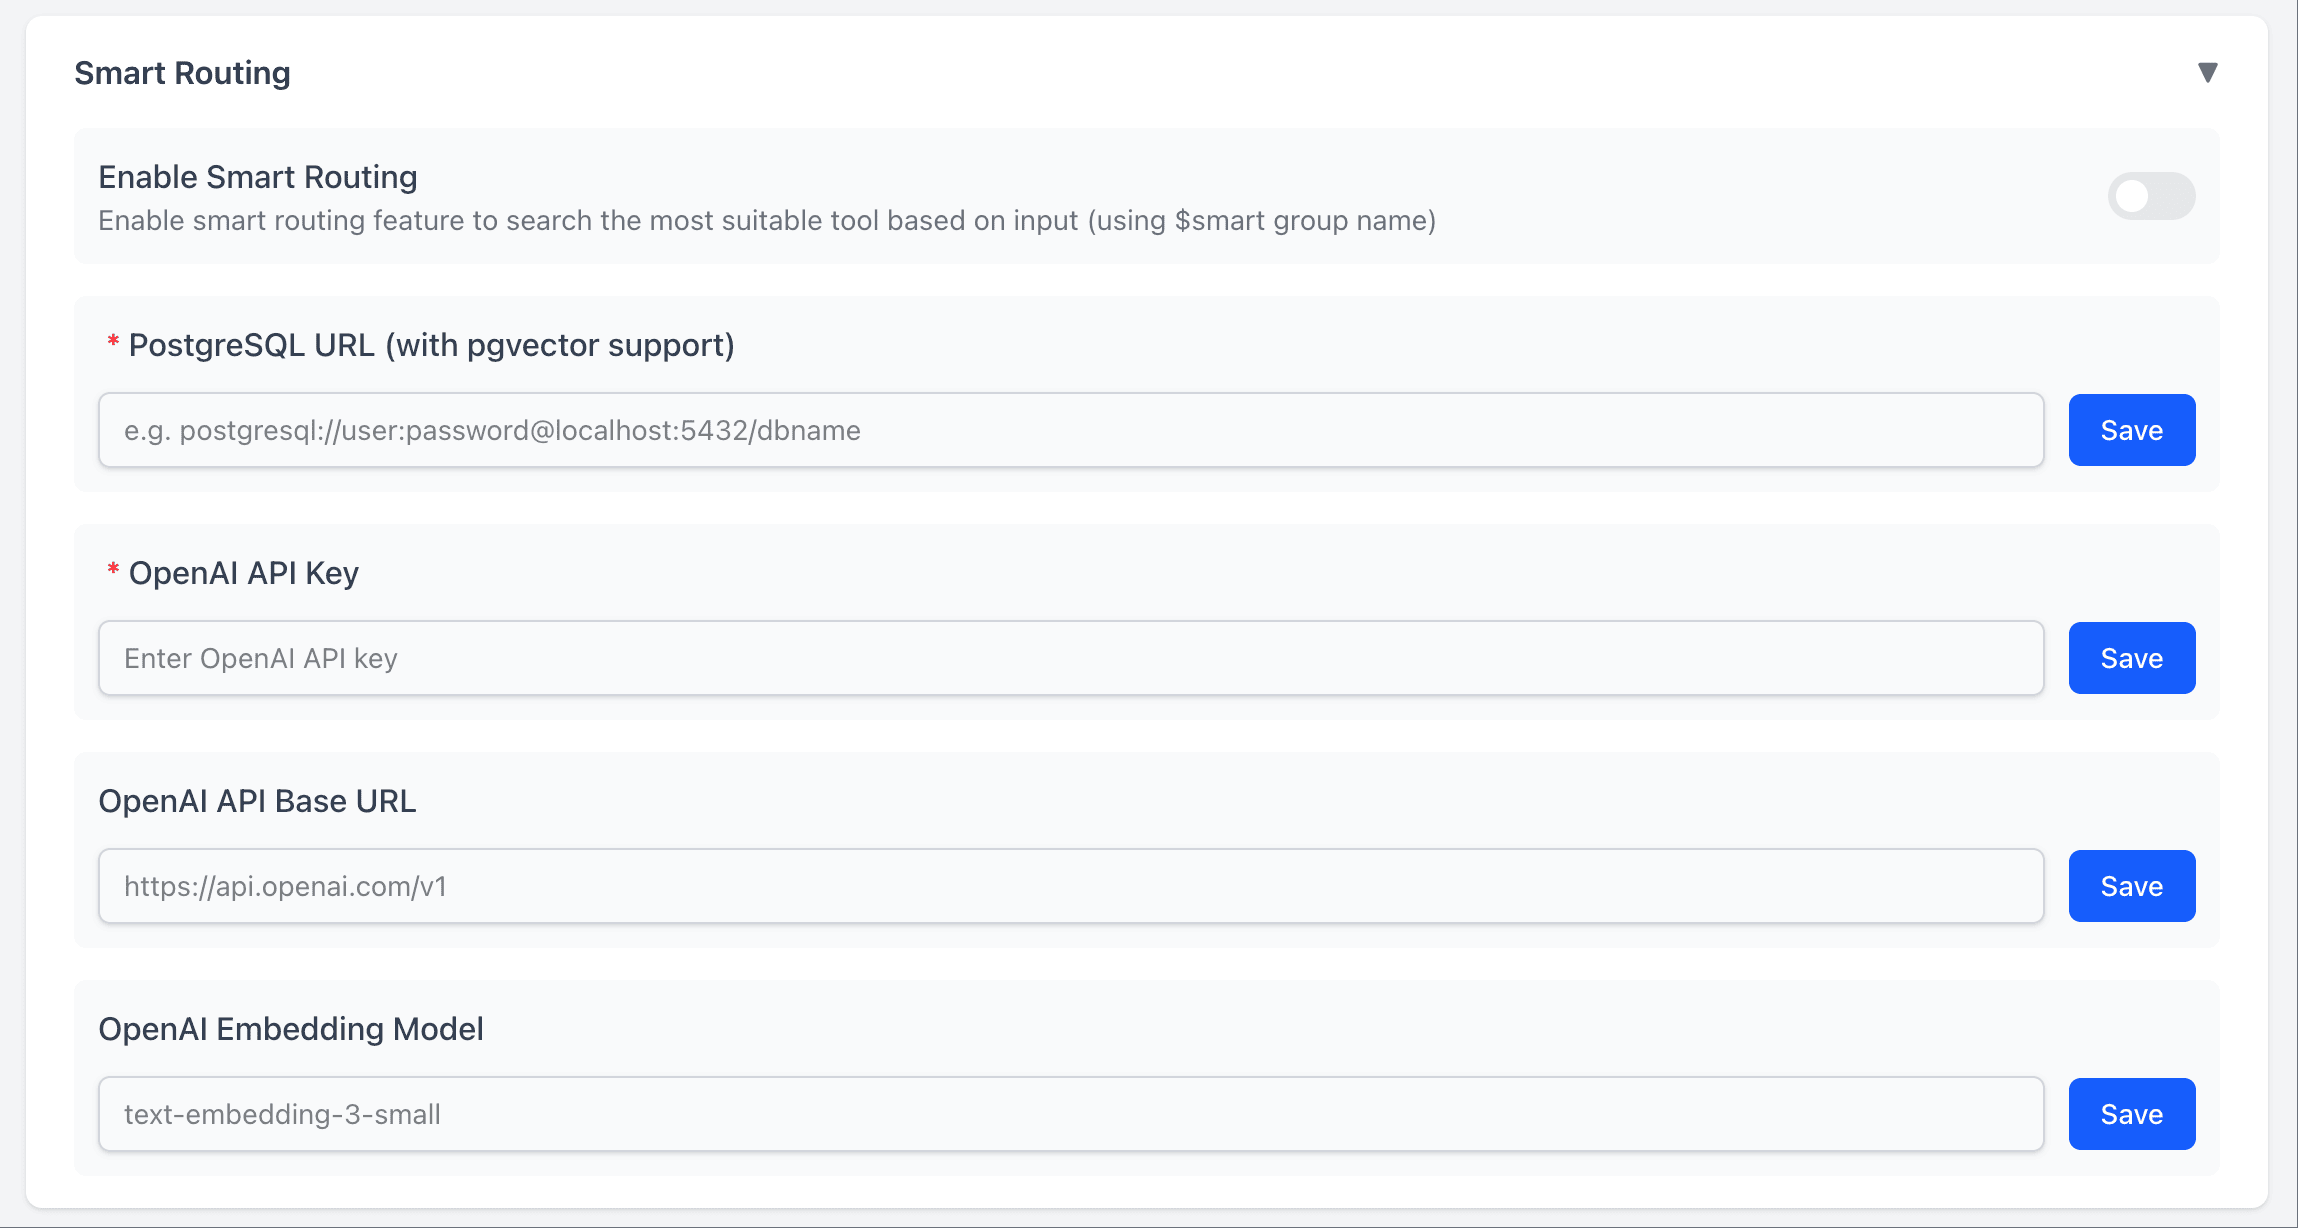 Smart Routing
▼
Enable Smart Routing
Enable smart routing feature to search the most suitable tool based on input (using $smart group name)
* PostgreSQL URL (with pgvector support)
e.g. postgresql://user:password@localhost:5432/dbname
Save
* OpenAI API Key
Enter OpenAI API key
Save
OpenAI API Base URL
https://api.openai.com/v1
Save
OpenAI Embedding Model
text-embedding-3-small
Save